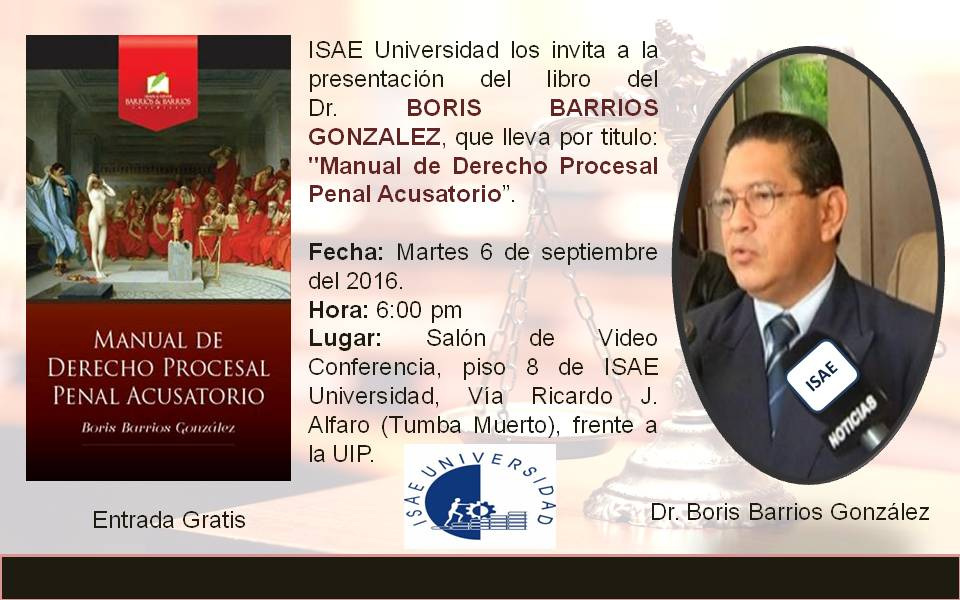 BARRIOS & BARRIOS
MANUAL DE
DERECHO PROCESAL
PENAL ACUSATORIO
Boris Barrios González
Entrada Gratis
ISAE Universidad los invita a la
presentación del libro del
Dr. BORIS BARRIOS
GONZALEZ, que lleva por titulo:
"Manual de Derecho Procesal
Penal Acusatorio”.
Fecha: Martes 6 de septiembre
del 2016.
Hora: 6:00 pm
Lugar: Salón de Video
Conferencia, piso 8 de ISAE
Universidad, Vía Ricardo J.
Alfaro (Tumba Muerto), frente a
la UIP.
ISAE UNIVERSIDAD
ISAE
NOTICIAS
Dr. Boris Barrios González